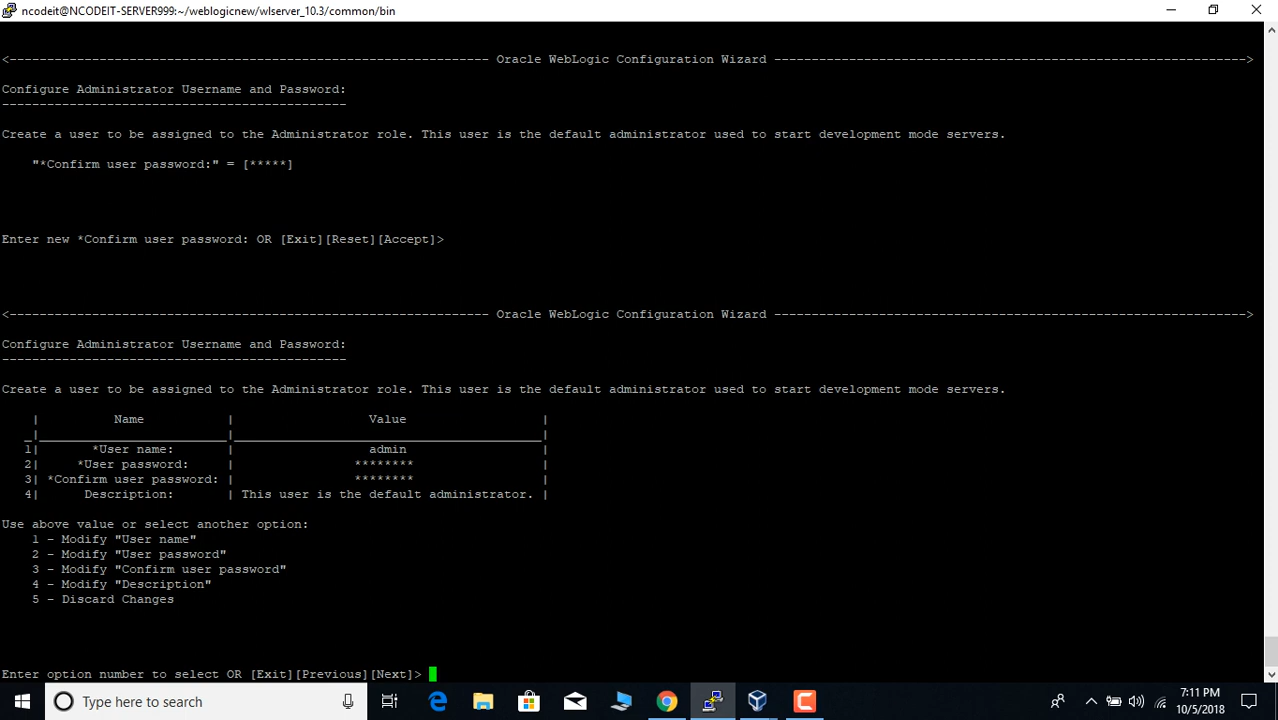 ncodeit@NCODEIT-SERVER999:~/weblogicnew/wlserver_10.3/common/bin
<---------------------------------------------------------------- Oracle WebLogic Configuration Wizard --------------------------------------------------------------->
Configure Administrator Username and Password:
----------------------------------------------
Create a user to be assigned to the Administrator role. This user is the default administrator used to start development mode servers.
"*Confirm user password:" = [*****]
Enter new *Confirm user password: OR [Exit][Reset][Accept]>
<---------------------------------------------------------------- Oracle WebLogic Configuration Wizard --------------------------------------------------------------->
Configure Administrator Username and Password:
----------------------------------------------
Create a user to be assigned to the Administrator role. This user is the default administrator used to start development mode servers.
| Name | Value |
_|_________________________|_________________________________________|
1| *User name: | admin |
2| *User password: | ******** |
3| *Confirm user password: | ******** |
4| Description: | This user is the default administrator. |
Use above value or select another option:
1 - Modify "User name"
2 - Modify "User password"
3 - Modify "Confirm user password"
4 - Modify "Description"
5 - Discard Changes
Enter option number to select OR [Exit][Previous][Next]>
Type here to search
7:11 PM
10/5/2018